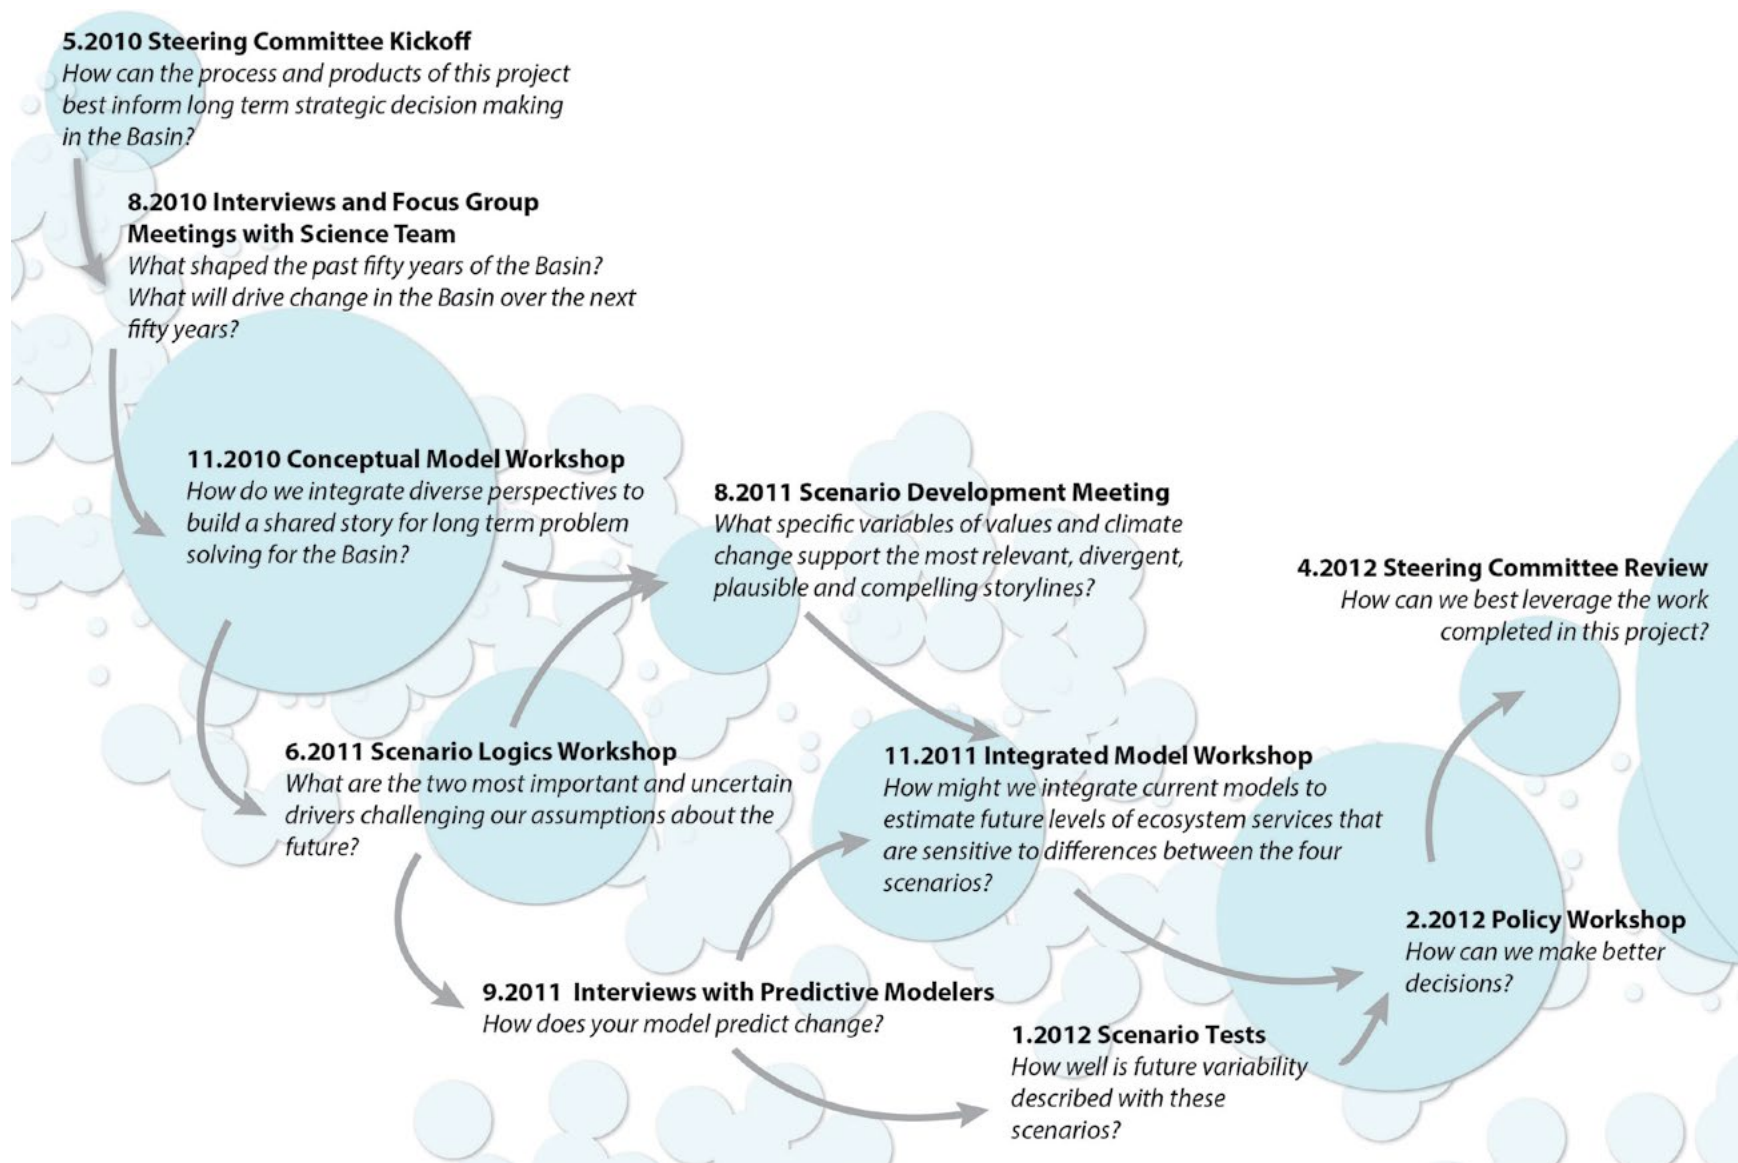 5.2010 Steering Committee Kickoff
How can the process and products of this project
best inform long term strategic decision making
in the Basin?
8.2010 Interviews and Focus Group
Meetings with Science Team
What shaped the past fifty years of the Basin?
What will drive change in the Basin over the next
fifty years?
11.2010 Conceptual Model Workshop
How do we integrate diverse perspectives to
build a shared story for long term problem
solving for the Basin?
6.2011 Scenario Logics Workshop
What are the two most important and uncertain
drivers challenging our assumptions about the
future?
8.2011 Scenario Development Meeting
What specific variables of values and climate
change support the most relevant, divergent,
plausible and compelling storylines?
9.2011 Interviews with Predictive Modelers
How does your model predict change?
11.2011 Integrated Model Workshop
How might we integrate current models to
estimate future levels of ecosystem services that
are sensitive to differences between the four
scenarios?
1.2012 Scenario Tests
How well is future variability
described with these
scenarios?
2.2012 Policy Workshop
How can we make better
decisions?
4.2012 Steering Committee Review
How can we best leverage the work
completed in this project?